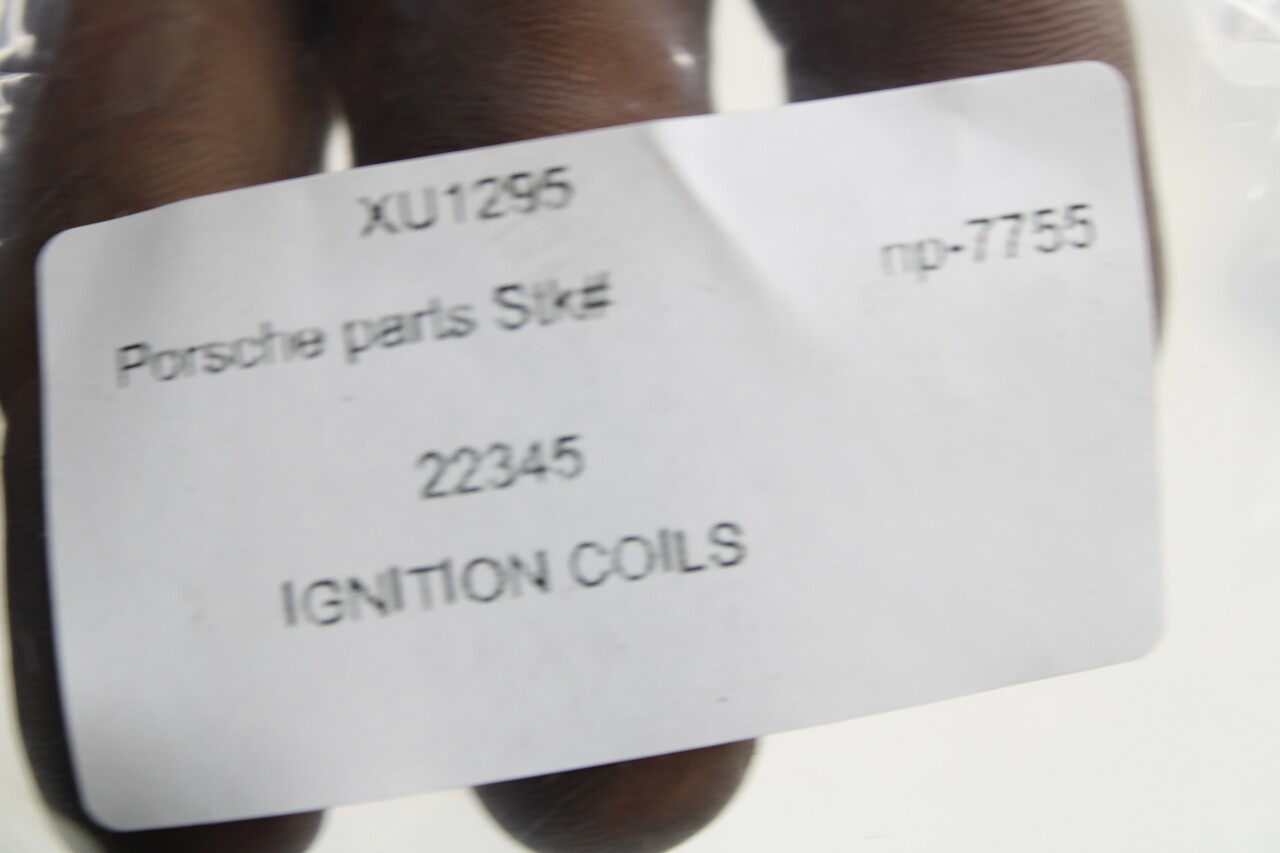 XU1295
np-7755
Porsche parts Stk#
22345
IGNITION COILS